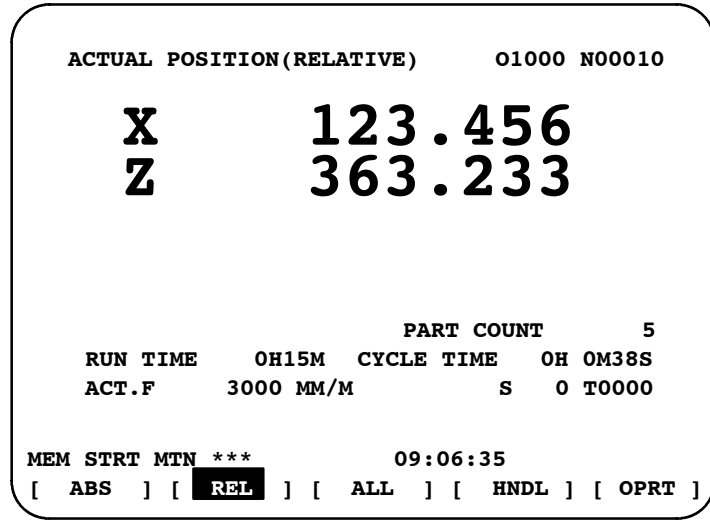 ACTUAL POSITION(RELATIVE) O1000 N00010
X 123.456
Z 363.233
PART COUNT 5
RUN TIME 0H15M CYCLE TIME 0H 0M38S
ACT.F 3000 MM/M S 0 T0000
MEM STRT MTN *** 09:06:35
[ ABS ] [ REL ] [ ALL ] [ HNDL ] [ OPRT ]